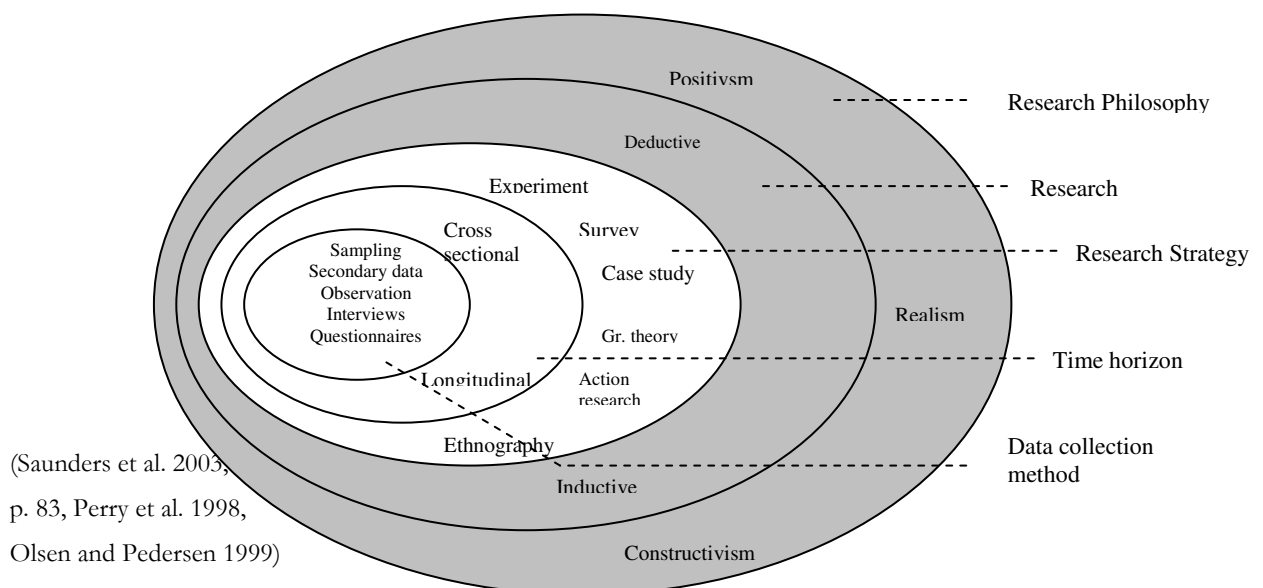 Positivsm
Research Philosophy
Deductive
Research
Experiment
Cross
sectional
Survey
Research Strategy
Sampling
Secondary data
Observation
Interviews
Questionnaires
Case study
Realism
Gr. theory
Time horizon
Longitudinal
Action
research
Ethnography
Data collection
method
Inductive
Constructivism
(Saunders et al. 2003,
p. 83, Perry et al. 1998,
Olsen and Pedersen 1999)